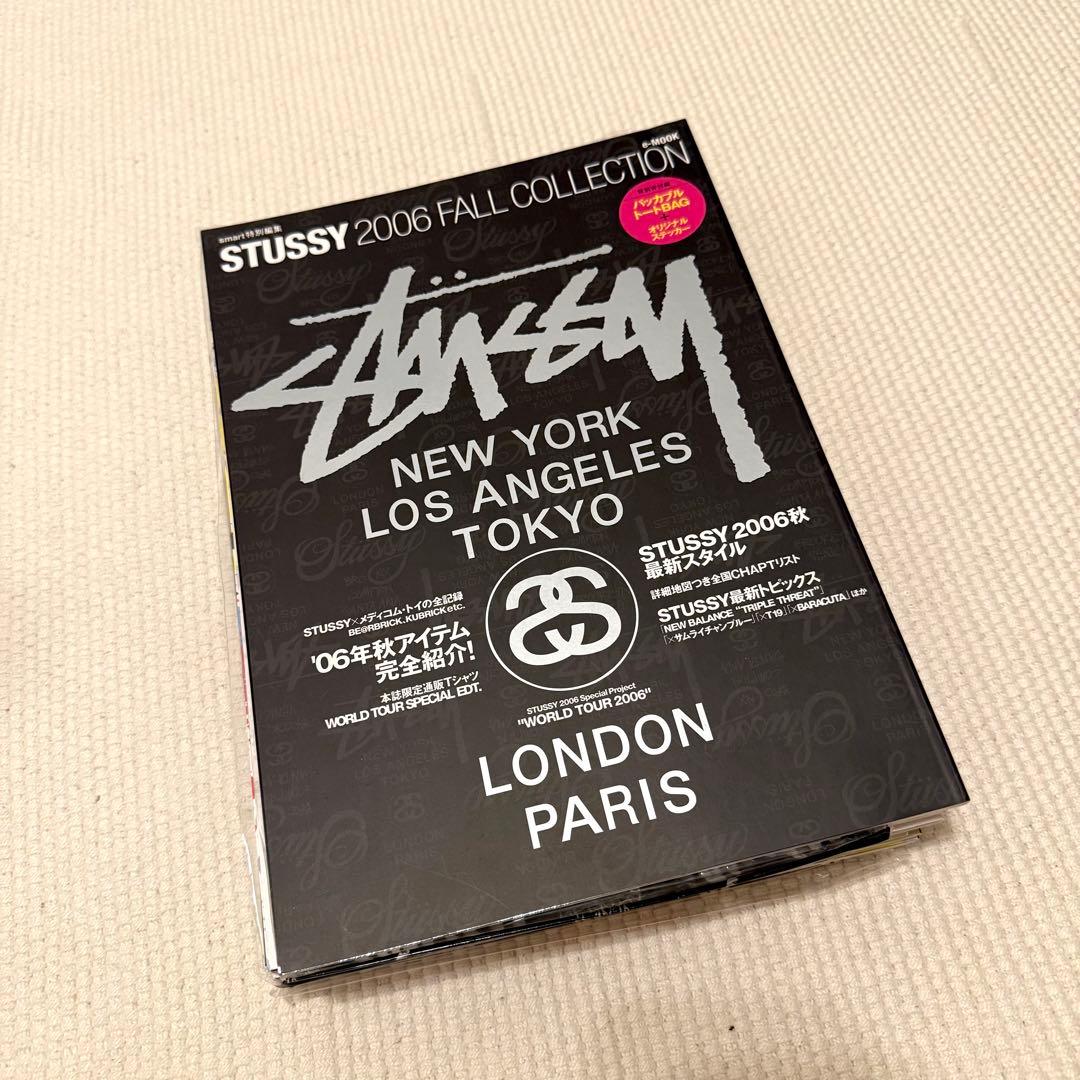 e-MOOK
smart特別編集
STUSSY 2006 FALL COLLECTION
特別付録
パッカブル
トートBAG
+
オリジナル
ステッカー
Stüssy
NEW YORK
LOS ANGELES
TOKYO
STUSSY 2006秋
最新スタイル
詳細地図つき全国CHAPTリスト
STUSSY最新トピックス
「NEW BALANCE "TRIPLE THREAT"」
「×サムライチャンブルー」「×T19」「×BARACUTA」ほか
STUSSY×メディコム・トイの全記録
BE@RBRICK.KUBRICK etc.
'06年秋アイテム
完全紹介!
本誌限定通販Tシャツ
WORLD TOUR SPECIAL EDT.
SS
STUSSY 2006 Special Project
"WORLD TOUR 2006"
LONDON
PARIS